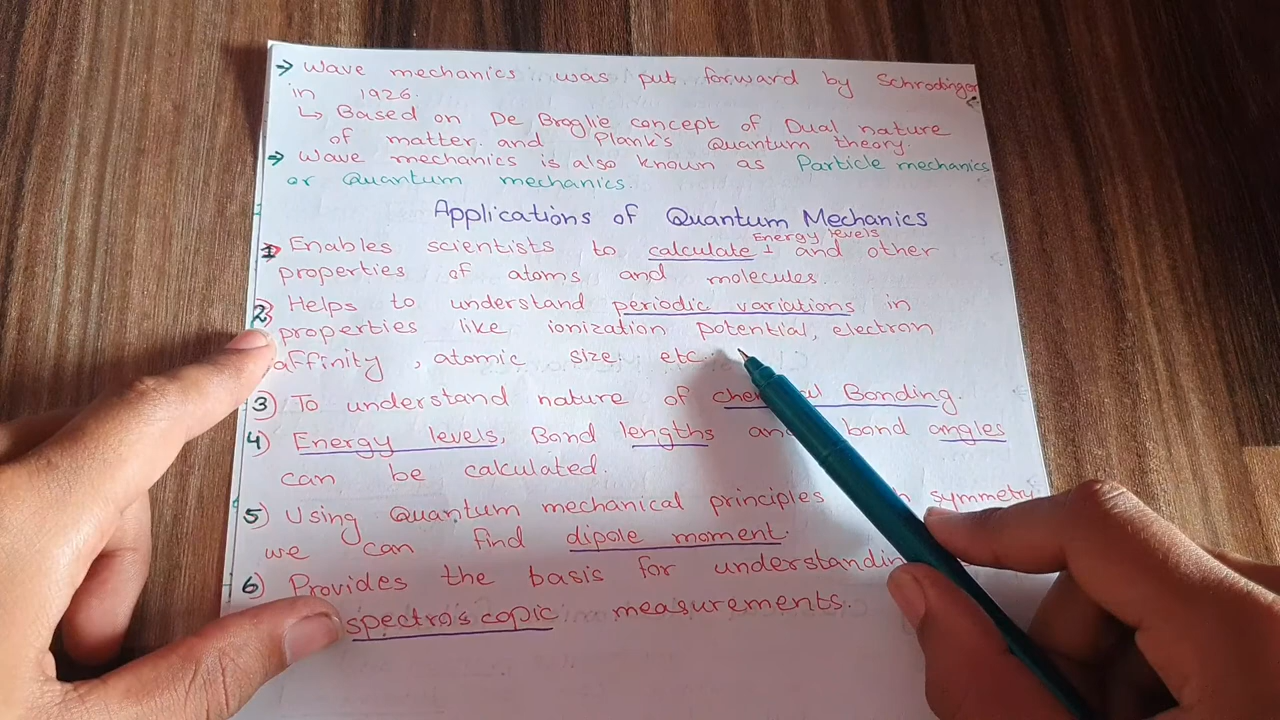 → Wave mechanics was put forward by Schrodinger
in 1926.
↳ Based on De Broglie concept of Dual nature
of matter and Plank's Quantum theory.
→ Wave mechanics is also known as Particle mechanics
or Quantum mechanics.
Applications of Quantum Mechanics
Energy levels
1) Enables scientists to calculate ⊥ and other
properties of atoms and molecules.
2) Helps to understand periodic variations in
properties like ionization potential, electron
affinity, atomic size etc.
3) To understand nature of Bonding.
4) Energy levels, Bond lengths bond angles
can be calculated.
5) Using Quantum mechanical principles symmetry
we can find dipole moment.
6) Provides the basis for understanding
spectroscopic measurements.